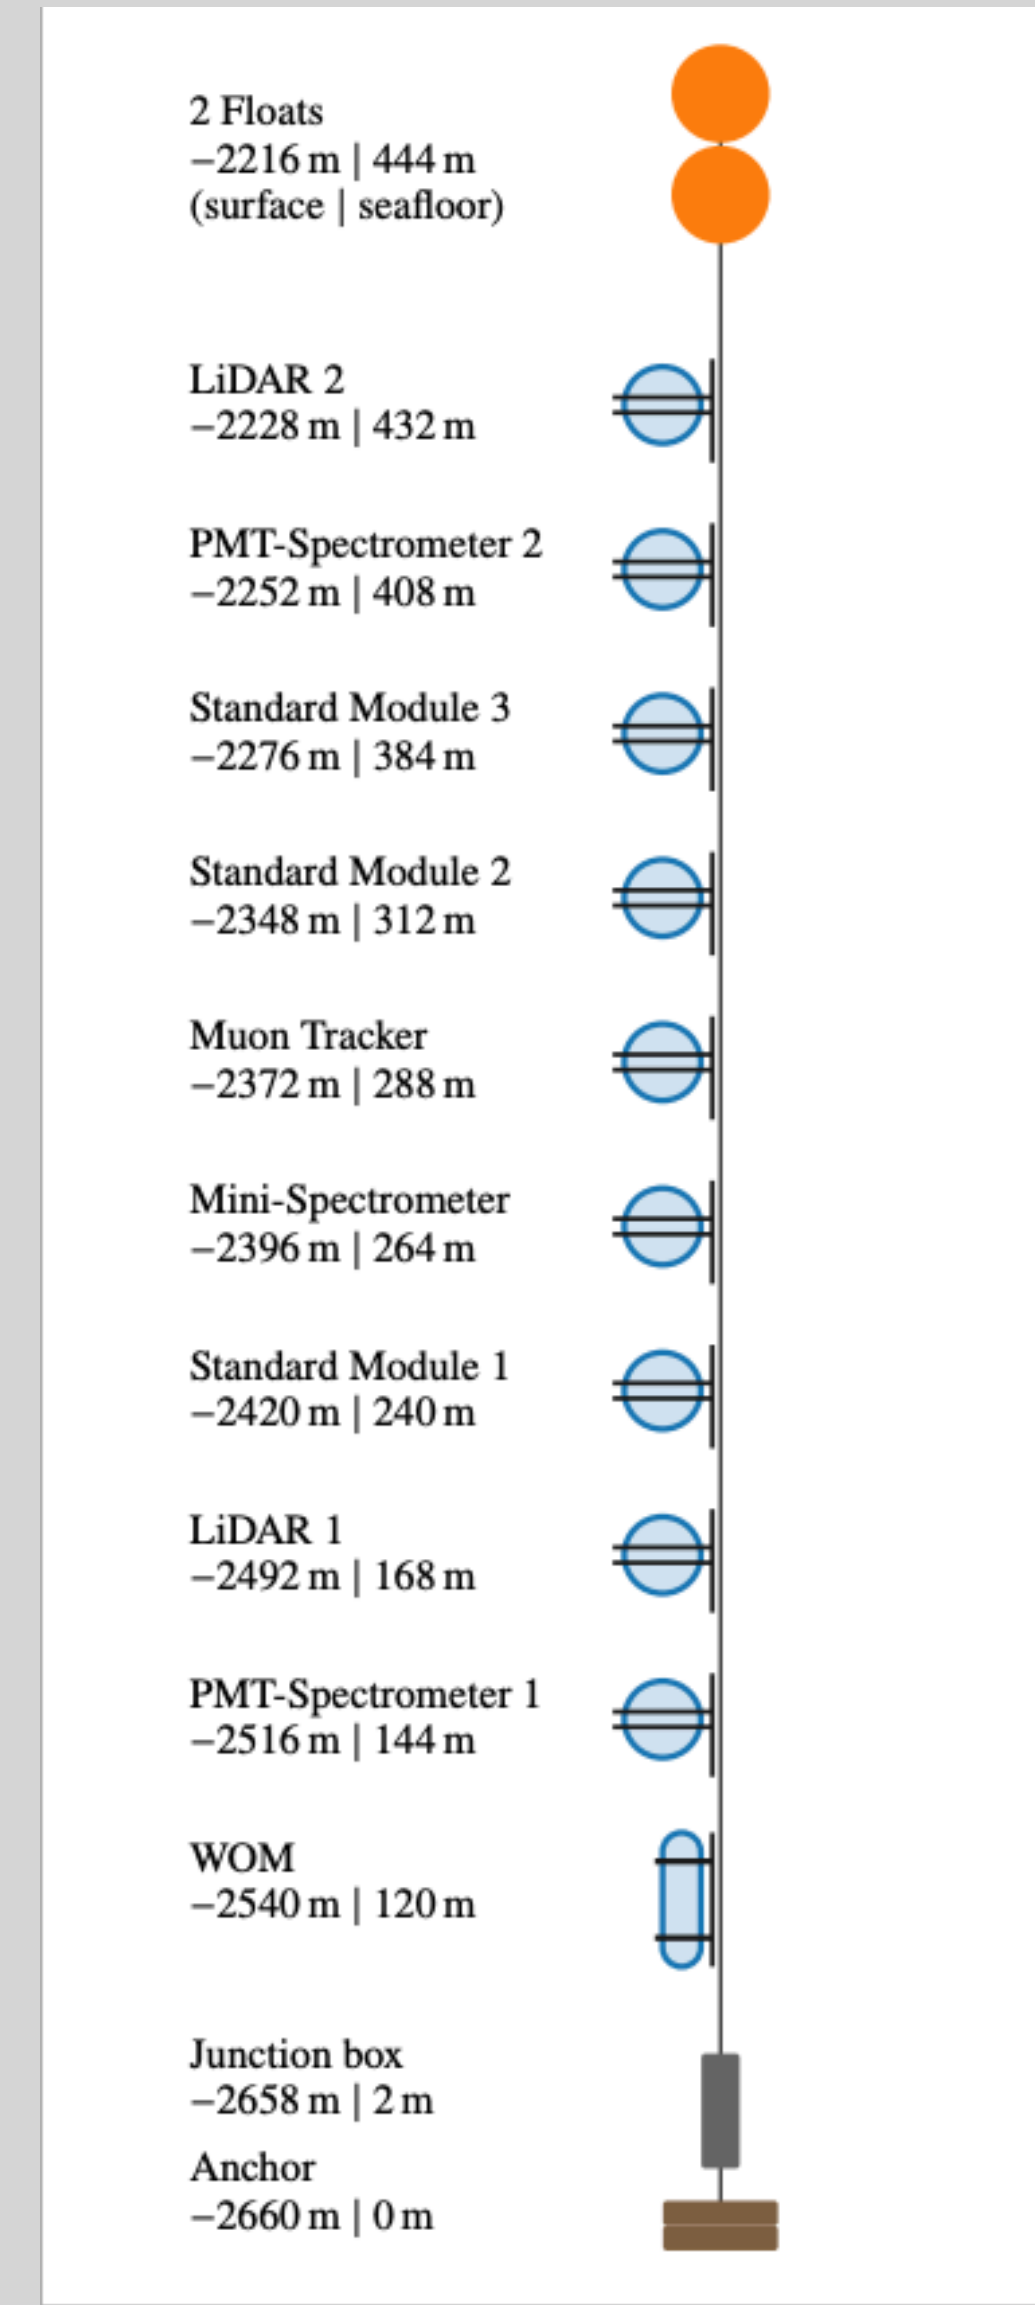 2 Floats
−2216 m | 444 m
(surface | seafloor)
LiDAR 2
−2228 m | 432 m
PMT-Spectrometer 2
−2252 m | 408 m
Standard Module 3
−2276 m | 384 m
Standard Module 2
−2348 m | 312 m
Muon Tracker
−2372 m | 288 m
Mini-Spectrometer
−2396 m | 264 m
Standard Module 1
−2420 m | 240 m
LiDAR 1
−2492 m | 168 m
PMT-Spectrometer 1
−2516 m | 144 m
WOM
−2540 m | 120 m
Junction box
−2658 m | 2 m
Anchor
−2660 m | 0 m